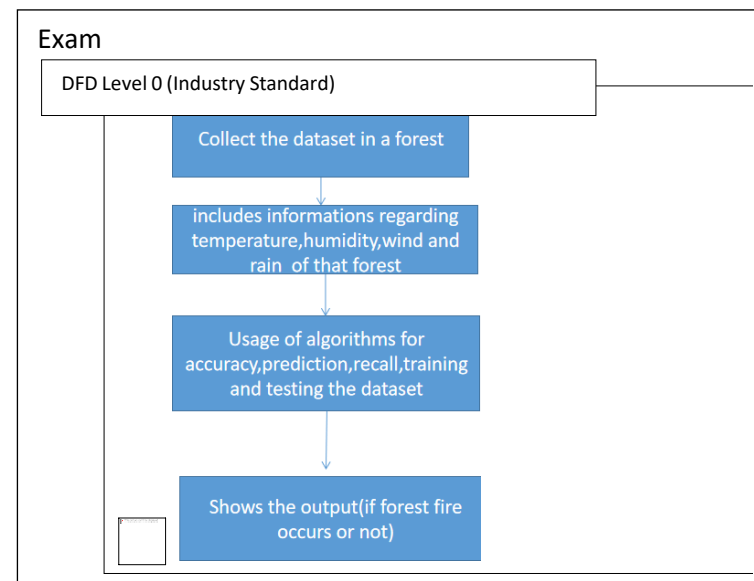 Exam
DFD Level 0 (Industry Standard)
Collect the dataset in a forest
includes informations regarding
temperature,humidity,wind and
rain of that forest
Usage of algorithms for
accuracy,prediction,recall,training
and testing the dataset
Shows the output(if forest fire
occurs or not)